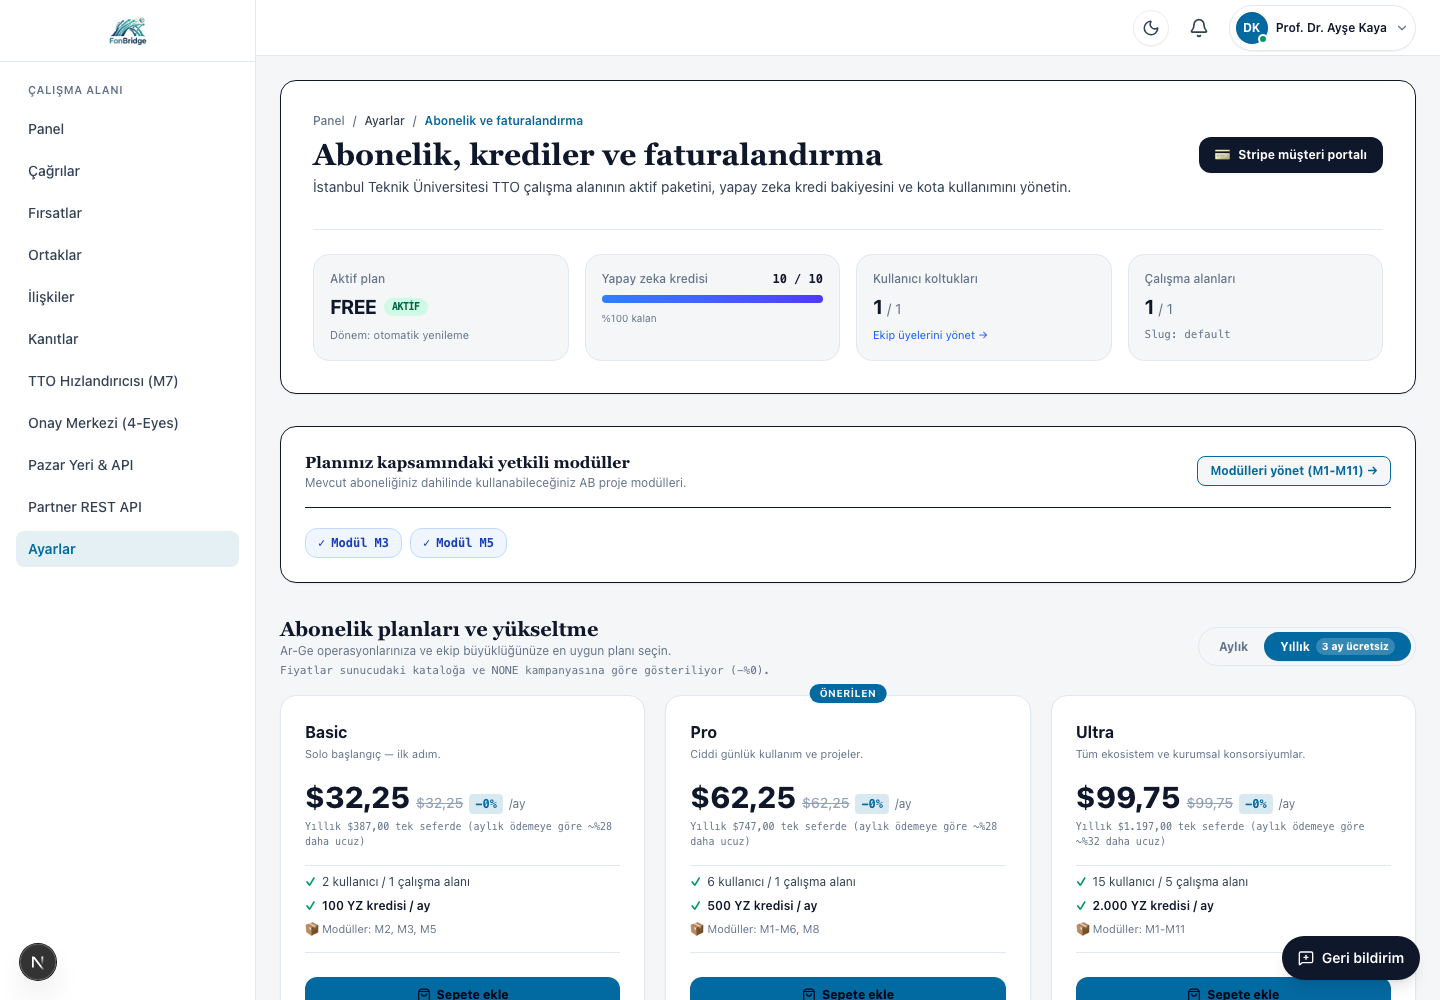 FonBridge
DK
Prof. Dr. Ayşe Kaya
ÇALIŞMA ALANI
Panel
Çağrılar
Fırsatlar
Ortaklar
İlişkiler
Kanıtlar
TTO Hızlandırıcısı (M7)
Onay Merkezi (4-Eyes)
Pazar Yeri & API
Partner REST API
Ayarlar
N
Panel / Ayarlar / Abonelik ve faturalandırma
Abonelik, krediler ve faturalandırma
Stripe müşteri portalı
İstanbul Teknik Üniversitesi TTO çalışma alanının aktif paketini, yapay zeka kredi bakiyesini ve kota kullanımını yönetin.
Aktif plan
FREE AKTİF
Dönem: otomatik yenileme
Yapay zeka kredisi 10 / 10
%100 kalan
Kullanıcı koltukları
1 / 1
Ekip üyelerini yönet →
Çalışma alanları
1 / 1
Slug: default
Planınız kapsamındaki yetkili modüller
Mevcut aboneliğiniz dahilinde kullanabileceğiniz AB proje modülleri.
Modülleri yönet (M1-M11) →
✓ Modül M3
✓ Modül M5
Abonelik planları ve yükseltme
Ar-Ge operasyonlarınıza ve ekip büyüklüğünüze en uygun planı seçin.
Fiyatlar sunucudaki kataloğa ve NONE kampanyasına göre gösteriliyor (−%0).
Aylık
Yıllık 3 ay ücretsiz
Basic
Solo başlangıç — ilk adım.
$32,25 $32,25 −0% /ay
Yıllık $387,00 tek seferde (aylık ödemeye göre ~%28
daha ucuz)
2 kullanıcı / 1 çalışma alanı
100 YZ kredisi / ay
Modüller: M2, M3, M5
Sepete ekle
ÖNERİLEN
Pro
Ciddi günlük kullanım ve projeler.
$62,25 $62,25 −0% /ay
Yıllık $747,00 tek seferde (aylık ödemeye göre ~%28
daha ucuz)
6 kullanıcı / 1 çalışma alanı
500 YZ kredisi / ay
Modüller: M1-M6, M8
Sepete ekle
Ultra
Tüm ekosistem ve kurumsal konsorsiyumlar.
$99,75 $99,75 −0% /ay
Yıllık $1.197,00 tek seferde (aylık ödemeye göre
~%32 daha ucuz)
15 kullanıcı / 5 çalışma alanı
2.000 YZ kredisi / ay
Modüller: M1-M11
Sepete ekle
Geri bildirim